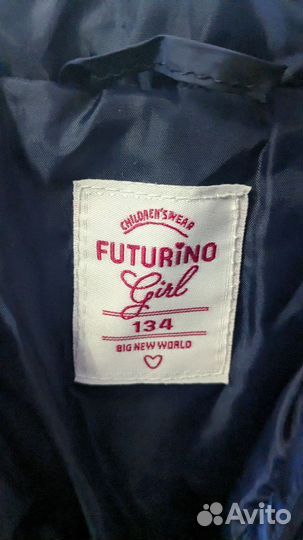 CHILDREN'S WEAR
FUTURiNO
Girl
134
BIG NEW WORLD
Avito